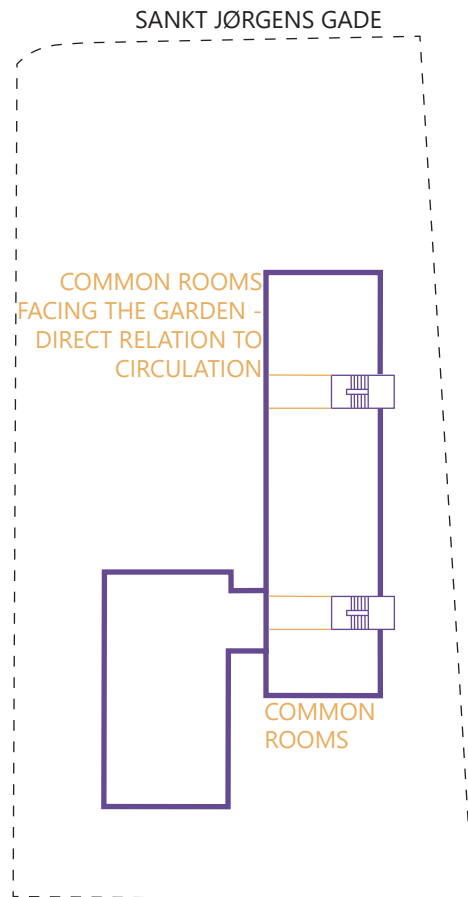 SANKT JØRGENS GADE
COMMON ROOMS
FACING THE GARDEN -
DIRECT RELATION TO
CIRCULATION
COMMON
ROOMS